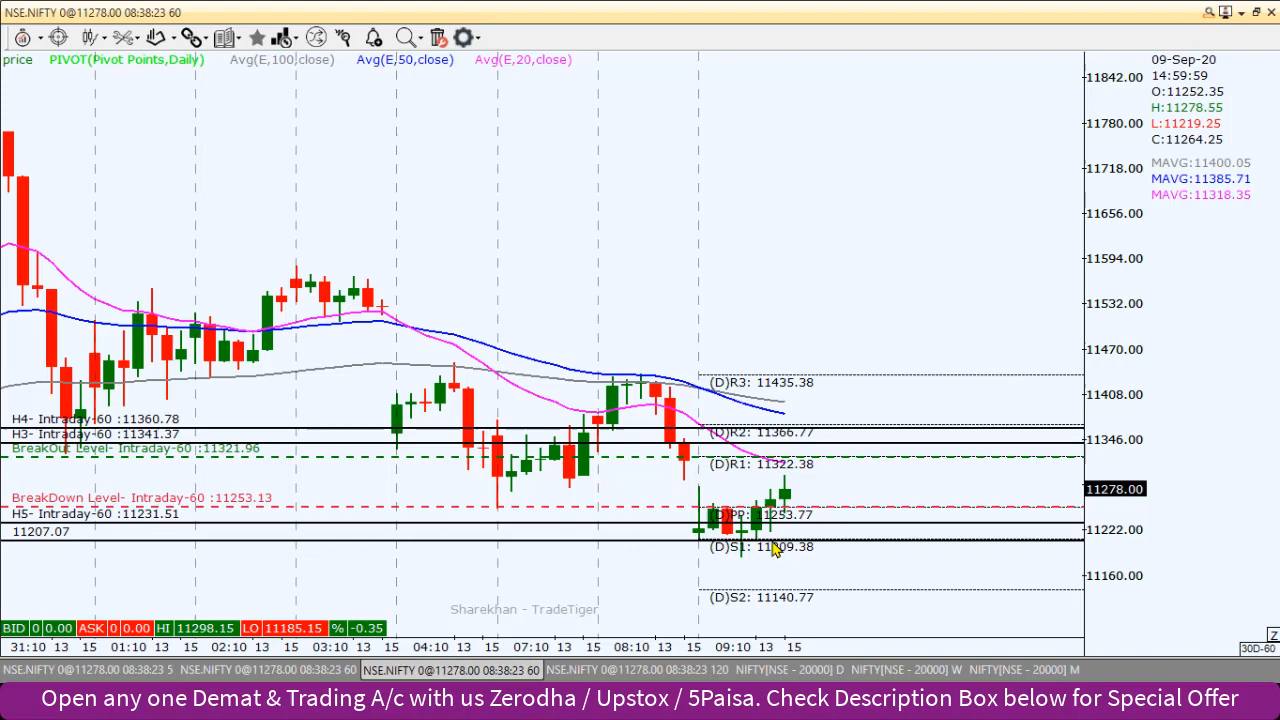 NSE.NIFTY 0@11278.00 08:38:23 60
price PIVOT(Pivot Points,Daily) Avg(E,100,close) Avg(E,50,close) Avg(E,20,close)
09-Sep-20
14:59:59
O:11252.35
H:11278.55
L:11219.25
C:11264.25
MAVG:11400.05
MAVG:11385.71
MAVG:11318.35
11842.00
11780.00
11718.00
11656.00
11594.00
11532.00
11470.00
11408.00
11346.00
11278.00
11222.00
11160.00
(D)R3: 11435.38
H4- Intraday-60 :11360.78
(D)R2: 11366.77
H3- Intraday-60 :11341.37
BreakOut Level- Intraday-60 :11321.96
(D)R1: 11322.38
BreakDown Level- Intraday-60 :11253.13
H5- Intraday-60 :11231.51
(D)PP: 11253.77
11207.07
(D)S1: 11209.38
(D)S2: 11140.77
Sharekhan - TradeTiger
BID 0 0.00 ASK 0 0.00 HI 11298.15 LO 11185.15 % -0.35
Z
31:10 13 15 01:10 13 15 02:10 13 15 03:10 13 15 04:10 13 15 07:10 13 15 08:10 13 15 09:10 13 15
30D-60
NSE.NIFTY 0@11278.00 08:38:23 5 NSE.NIFTY 0@11278.00 08:38:23 60 NSE.NIFTY 0@11278.00 08:38:23 60 NSE.NIFTY 0@11278.00 08:38:23 120 NIFTY[NSE - 20000] D NIFTY[NSE - 20000] W NIFTY[NSE - 20000] M
Open any one Demat & Trading A/c with us Zerodha / Upstox / 5Paisa. Check Description Box below for Special Offer